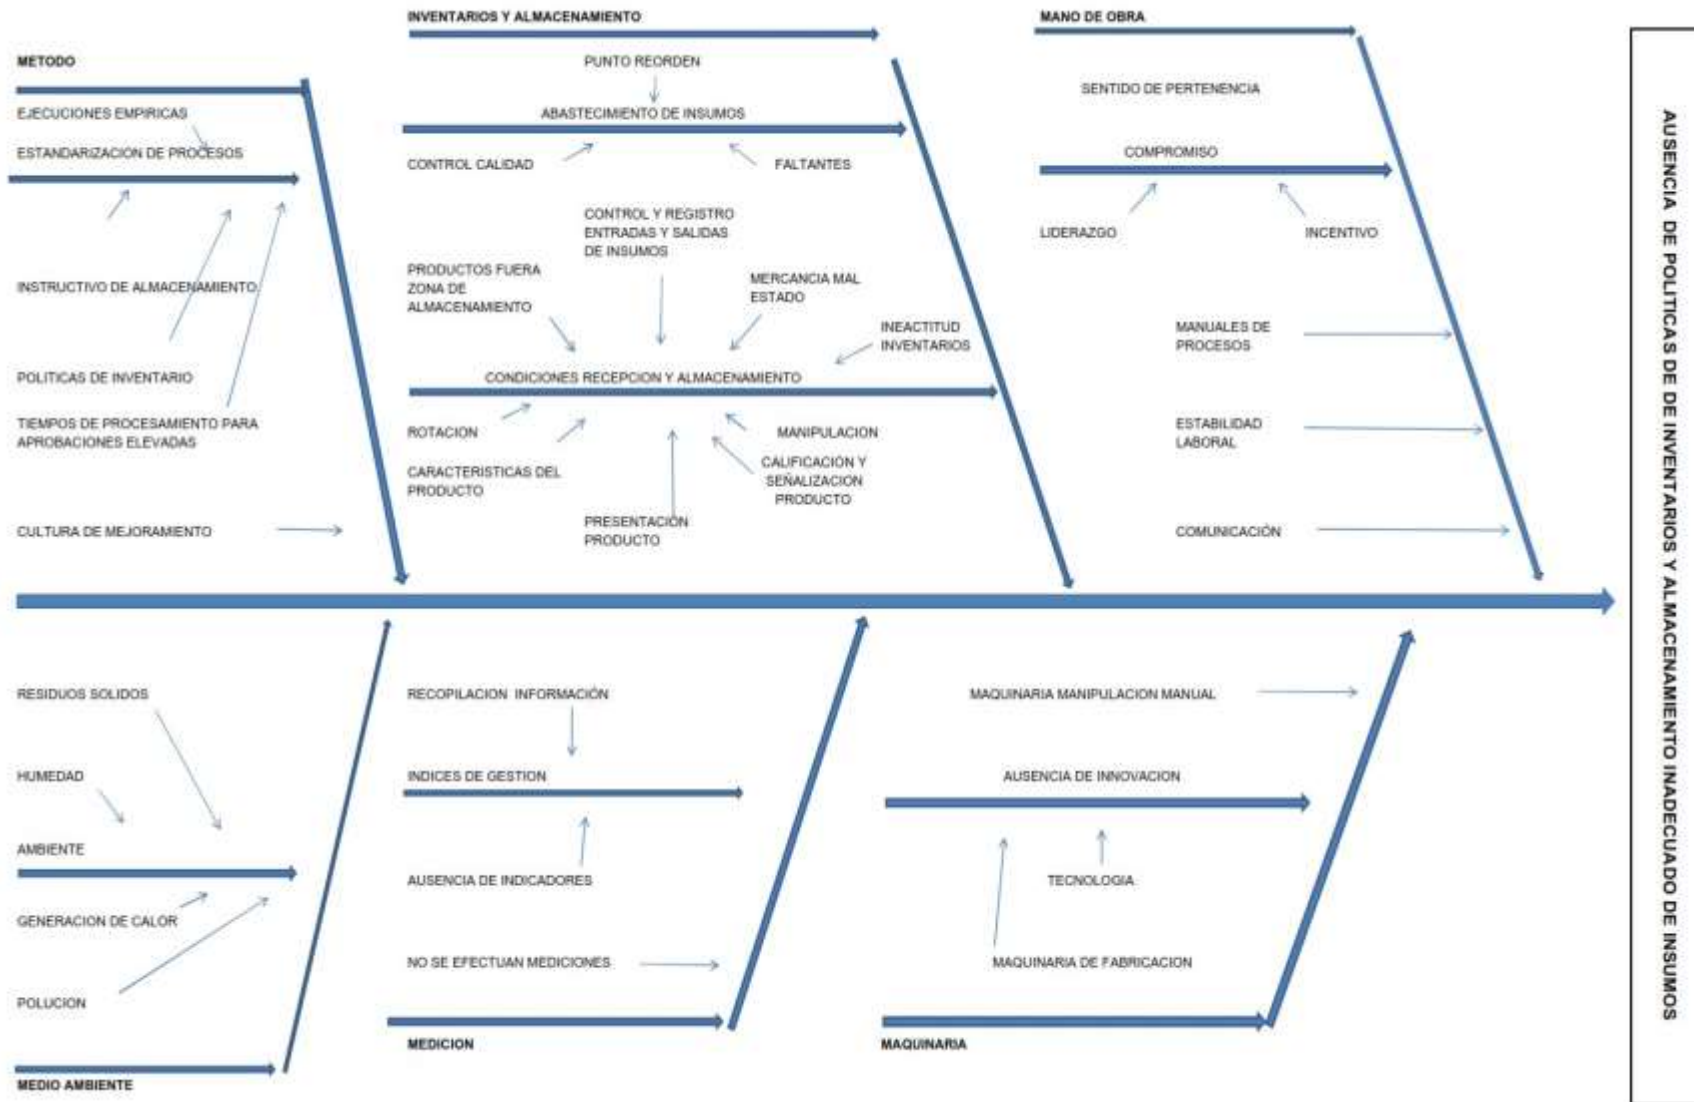 METODO
EJECUCIONES EMPIRICAS
ESTANDARIZACION DE PROCESOS
INSTRUCTIVO DE ALMACENAMIENTO
POLITICAS DE INVENTARIO
TIEMPOS DE PROCESAMIENTO PARA
APROBACIONES ELEVADAS
CULTURA DE MEJORAMIENTO
INVENTARIOS Y ALMACENAMIENTO
PUNTO REORDEN
ABASTECIMIENTO DE INSUMOS
CONTROL CALIDAD
FALTANTES
CONTROL Y REGISTRO
ENTRADAS Y SALIDAS
DE INSUMOS
PRODUCTOS FUERA
ZONA DE
ALMACENAMIENTO
MERCANCIA MAL
ESTADO
INEACTITUD
INVENTARIOS
CONDICIONES RECEPCION Y ALMACENAMIENTO
ROTACION
MANIPULACION
CARACTERISTICAS DEL
PRODUCTO
CALIFICACION Y
SEÑALIZACION
PRODUCTO
PRESENTACION
PRODUCTO
MANO DE OBRA
SENTIDO DE PERTENENCIA
COMPROMISO
LIDERAZGO
INCENTIVO
MANUALES DE
PROCESOS
ESTABILIDAD
LABORAL
COMUNICACIÓN
RESIDUOS SOLIDOS
HUMEDAD
AMBIENTE
GENERACION DE CALOR
POLUCION
MEDIO AMBIENTE
RECOPILACION INFORMACIÓN
INDICES DE GESTION
AUSENCIA DE INDICADORES
NO SE EFECTUAN MEDICIONES
MEDICION
MAQUINARIA MANIPULACION MANUAL
AUSENCIA DE INNOVACION
TECNOLOGIA
MAQUINARIA DE FABRICACION
MAQUINARIA
AUSENCIA DE POLITICAS DE DE INVENTARIOS Y ALMACENAMIENTO INADECUADO DE INSUMOS